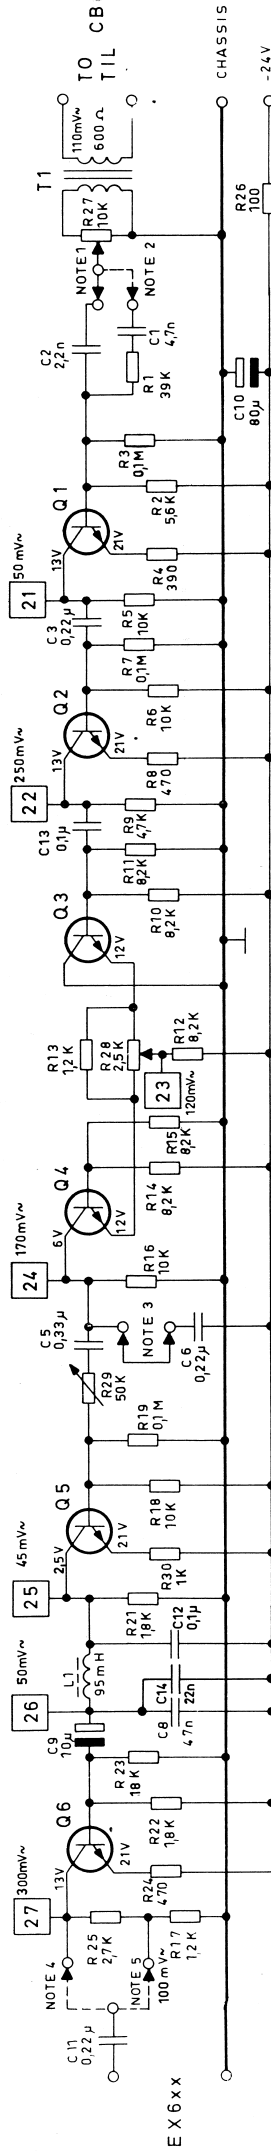 CB
TO
TIL
110mV~
600Ω
T1
R27
10K
NOTE 1
NOTE 2
C2
2,2n
C1
4,7n
R1
39K
CHASSIS
-24V
R26
100
C10
80µ
R3
0,1M
R2
5,6K
Q1
13V
21V
R4
390
50mV~
21
C3
0,22µ
R5
10K
R7
0,1M
R6
10K
Q2
13V
21V
R8
470
250mV~
22
C13
0,1µ
R9
4,7K
R11
8,2K
R10
8,2K
Q3
12V
R13
1,2K
R28
2,5K
R12
8,2K
23
120mV~
R15
8,2K
R14
8,2K
Q4
6V
12V
170mV~
24
R16
10K
C5
0,33µ
NOTE 3
C6
0,22µ
R29
50K
R19
0,1M
R18
10K
Q5
2,5V
21V
R30
1K
45mV~
25
R21
1,8K
C12
0,1µ
L1
95mH
50mV~
26
C14
22n
C8
47n
C9
10µ
R23
18K
R22
1,8K
Q6
13V
21V
R24
470
300mV~
27
R25
2,7K
R17
1,2K
NOTE 4
NOTE 5
100mV~
C11
0,22µ
EX6xx